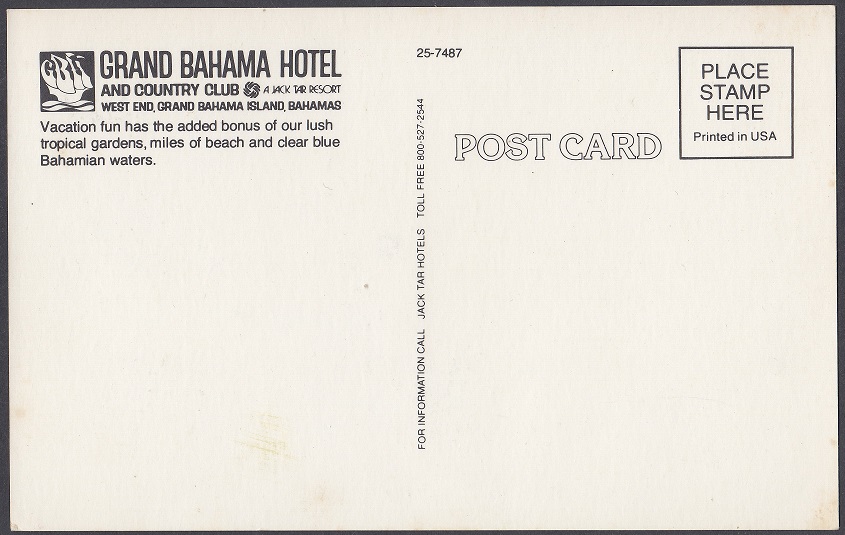 GRAND BAHAMA HOTEL
AND COUNTRY CLUB A JACK TAR RESORT
WEST END, GRAND BAHAMA ISLAND, BAHAMAS
Vacation fun has the added bonus of our lush
tropical gardens, miles of beach and clear blue
Bahamian waters.
25-7487
FOR INFORMATION CALL JACK TAR HOTELS TOLL FREE 800-527-2544
POST CARD
PLACE
STAMP
HERE
Printed in USA